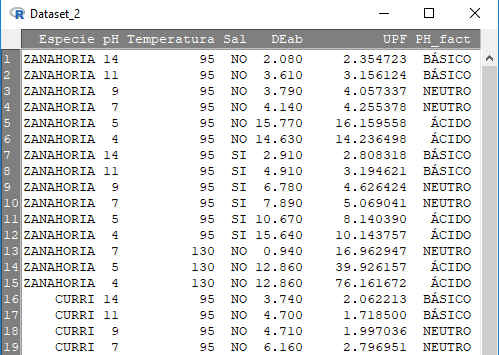 Dataset_2
Especie pH Temperatura Sal DEab UPF PH_fact
1 ZANAHORIA 14 95 NO 2.080 2.354723 BÁSICO
2 ZANAHORIA 11 95 NO 3.610 3.156124 BÁSICO
3 ZANAHORIA 9 95 NO 3.790 4.057337 NEUTRO
4 ZANAHORIA 7 95 NO 4.140 4.255378 NEUTRO
5 ZANAHORIA 5 95 NO 15.770 16.159558 ÁCIDO
6 ZANAHORIA 4 95 NO 14.630 14.236498 ÁCIDO
7 ZANAHORIA 14 95 SI 2.910 2.808318 BÁSICO
8 ZANAHORIA 11 95 SI 4.910 3.194621 BÁSICO
9 ZANAHORIA 9 95 SI 6.780 4.626424 NEUTRO
10 ZANAHORIA 7 95 SI 7.890 5.069041 NEUTRO
11 ZANAHORIA 5 95 SI 10.670 8.140390 ÁCIDO
12 ZANAHORIA 4 95 SI 15.640 10.143757 ÁCIDO
13 ZANAHORIA 7 130 NO 0.940 16.962947 NEUTRO
14 ZANAHORIA 5 130 NO 12.860 39.926157 ÁCIDO
15 ZANAHORIA 4 130 NO 12.860 76.161672 ÁCIDO
16 CURRI 14 95 NO 3.740 2.062213 BÁSICO
17 CURRI 11 95 NO 4.700 1.718500 BÁSICO
18 CURRI 9 95 NO 4.710 1.997036 NEUTRO
19 CURRI 7 95 NO 6.160 2.796951 NEUTRO